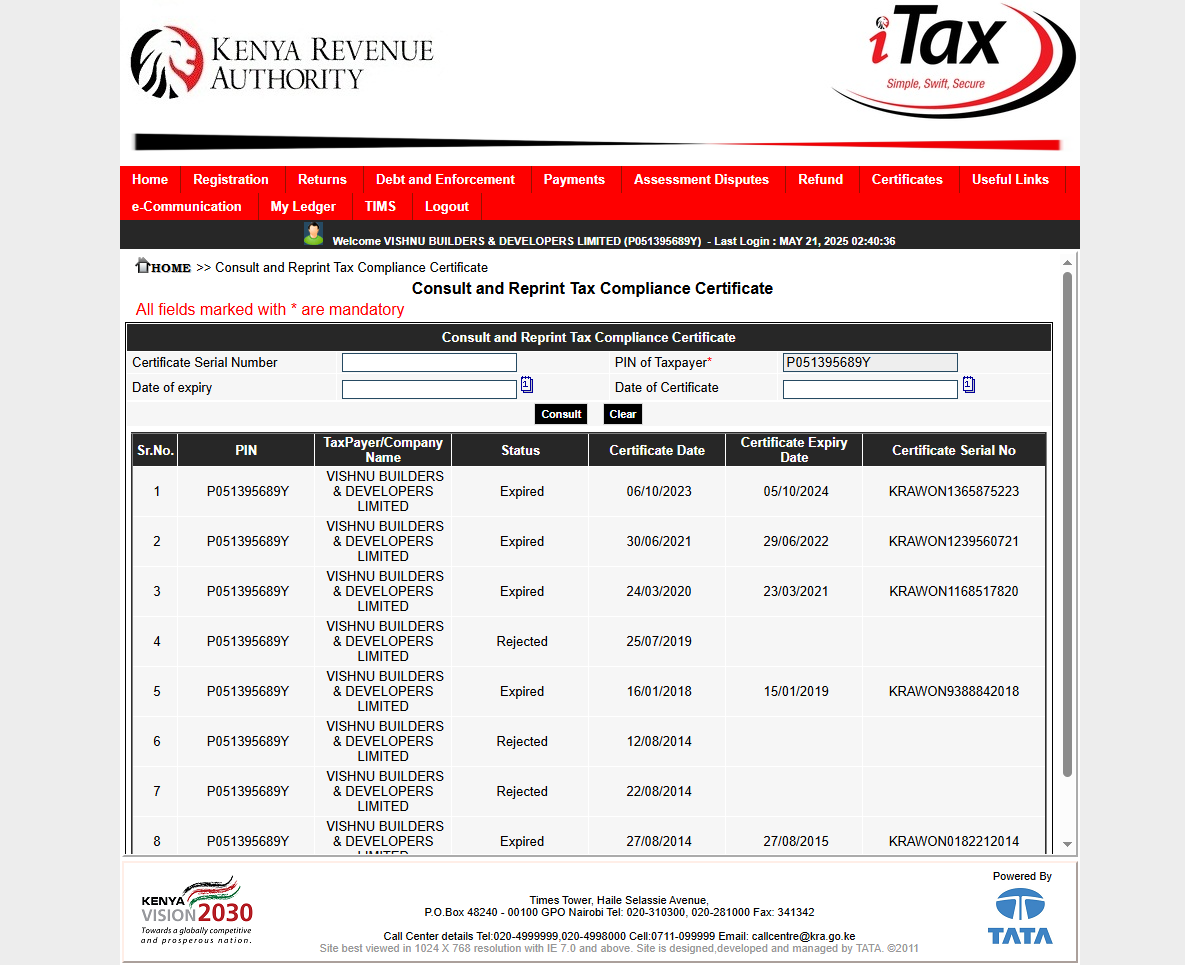 KENYA REVENUE
AUTHORITY
iTax
Simple, Swift, Secure
Home Registration Returns Debt and Enforcement Payments Assessment Disputes Refund Certificates Useful Links
e-Communication My Ledger TIMS Logout
Welcome VISHNU BUILDERS & DEVELOPERS LIMITED (P051395689Y) - Last Login : MAY 21, 2025 02:40:36
HOME >> Consult and Reprint Tax Compliance Certificate
Consult and Reprint Tax Compliance Certificate
All fields marked with * are mandatory
Consult and Reprint Tax Compliance Certificate
Certificate Serial Number PIN of Taxpayer* P051395689Y
Date of expiry 1 Date of Certificate 1
Consult Clear
Sr.No. PIN TaxPayer/Company Name Status Certificate Date Certificate Expiry Date Certificate Serial No
1 P051395689Y VISHNU BUILDERS & DEVELOPERS LIMITED Expired 06/10/2023 05/10/2024 KRAWON1365875223
2 P051395689Y VISHNU BUILDERS & DEVELOPERS LIMITED Expired 30/06/2021 29/06/2022 KRAWON1239560721
3 P051395689Y VISHNU BUILDERS & DEVELOPERS LIMITED Expired 24/03/2020 23/03/2021 KRAWON1168517820
4 P051395689Y VISHNU BUILDERS & DEVELOPERS LIMITED Rejected 25/07/2019
5 P051395689Y VISHNU BUILDERS & DEVELOPERS LIMITED Expired 16/01/2018 15/01/2019 KRAWON9388842018
6 P051395689Y VISHNU BUILDERS & DEVELOPERS LIMITED Rejected 12/08/2014
7 P051395689Y VISHNU BUILDERS & DEVELOPERS LIMITED Rejected 22/08/2014
8 P051395689Y VISHNU BUILDERS & DEVELOPERS Expired 27/08/2014 27/08/2015 KRAWON0182212014
KENYA
VISION 2030
Towards a globally competitive
and prosperous nation.
Times Tower, Haile Selassie Avenue,
P.O.Box 48240 - 00100 GPO Nairobi Tel: 020-310300, 020-281000 Fax: 341342
Call Center details Tel:020-4999999,020-4998000 Cell:0711-099999 Email: callcentre@kra.go.ke
Site best viewed in 1024 X 768 resolution with IE 7.0 and above. Site is designed,developed and managed by TATA. ©2011
Powered By
TATA